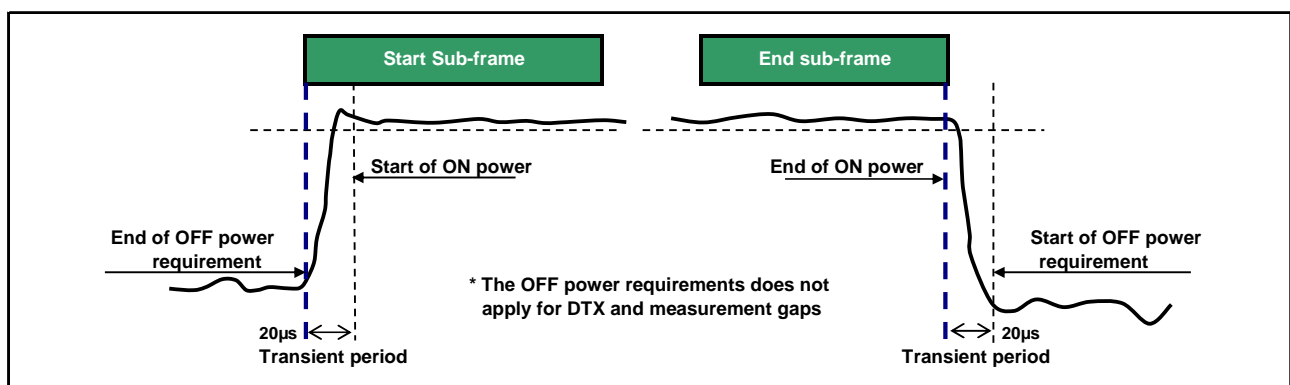 Start Sub-frame
End sub-frame
Start of ON power
End of ON power
End of OFF power
requirement
Start of OFF power
requirement
* The OFF power requirements does not
apply for DTX and measurement gaps
20µs
Transient period
20µs
Transient period